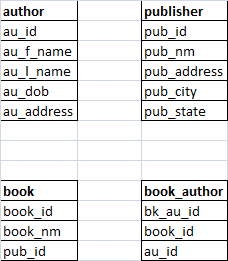 author publisher
au_id pub_id
au_f_name pub_nm
au_l_name pub_address
au_dob pub_city
au_address pub_state
book book_author
book_id bk_au_id
book_nm book_id
pub_id au_id